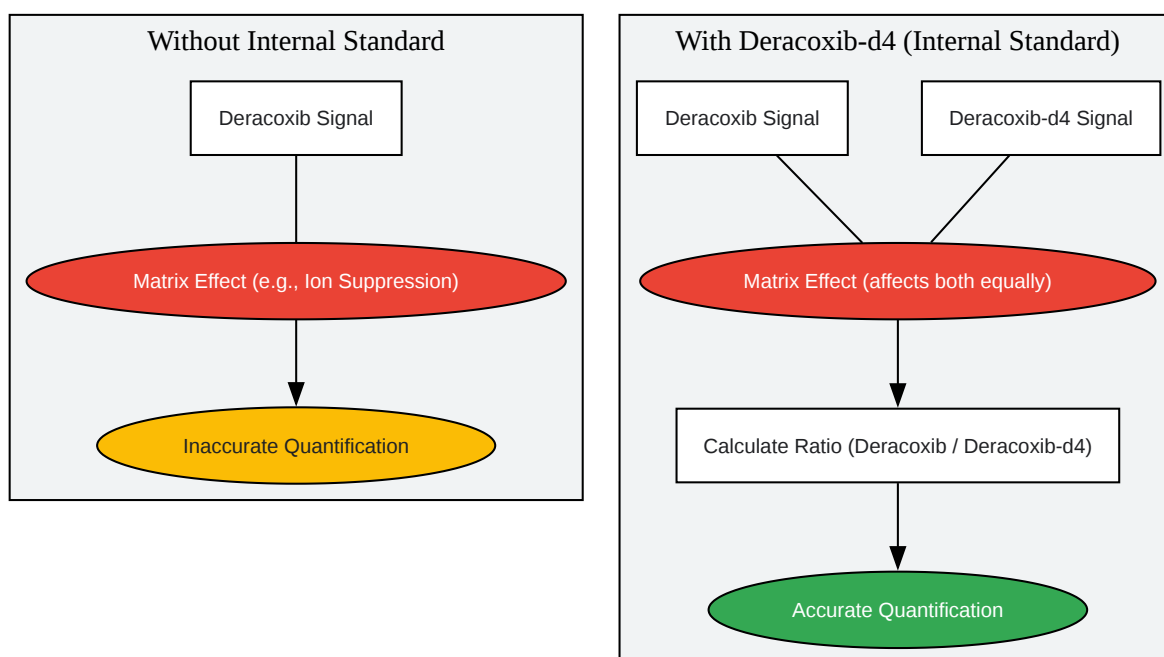 Without Internal Standard
Deracoxib Signal
Matrix Effect (e.g., Ion Suppression)
Inaccurate Quantification
With Deracoxib-d4 (Internal Standard)
Deracoxib Signal
Deracoxib-d4 Signal
Matrix Effect (affects both equally)
Calculate Ratio (Deracoxib / Deracoxib-d4)
Accurate Quantification